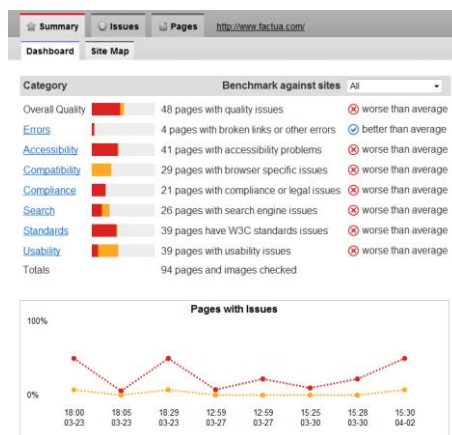 Summary Issues Pages http://www.factua.com/
Dashboard Site Map
Category Benchmark against sites All
Overall Quality 48 pages with quality issues worse than average
Errors 4 pages with broken links or other errors better than average
Accessibility 41 pages with accessibility problems worse than average
Compatibility 29 pages with browser specific issues worse than average
Compliance 21 pages with compliance or legal issues worse than average
Search 26 pages with search engine issues worse than average
Standards 39 pages have W3C standards issues worse than average
Usability 39 pages with usability issues worse than average
Totals 94 pages and images checked
Pages with Issues
100%
0%
18:00 18:05 18:29 12:59 12:59 15:25 15:28 15:30
03-23 03-23 03-23 03-27 03-27 03-30 03-30 04-02